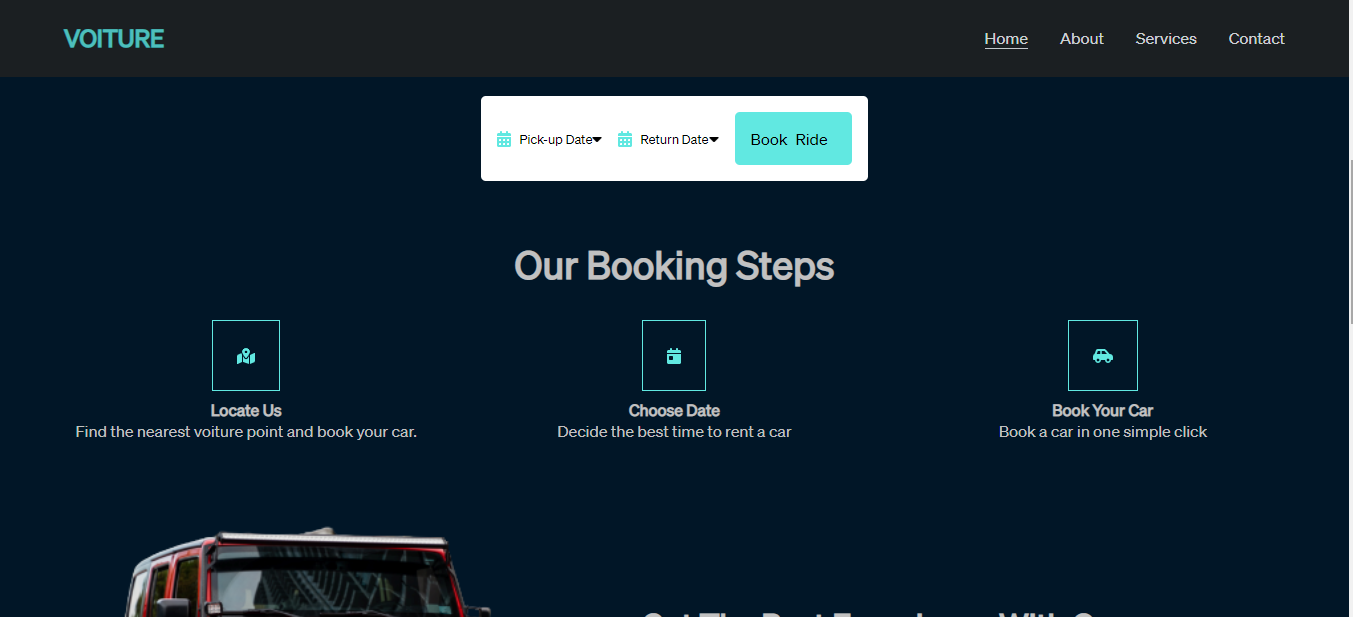 VOITURE
Home About Services Contact
Pick-up Date Return Date Book Ride
Our Booking Steps
Locate Us Choose Date Book Your Car
Find the nearest voiture point and book your car. Decide the best time to rent a car Book a car in one simple click